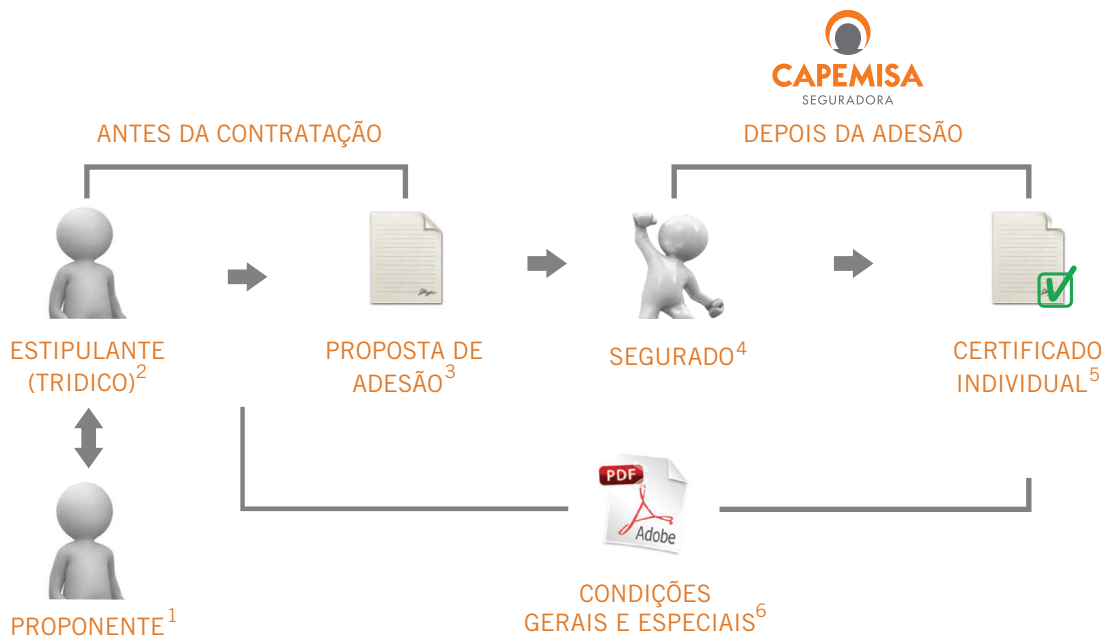 CAPEMISA
SEGURADORA
ANTES DA CONTRATAÇÃO
DEPOIS DA ADESÃO
ESTIPULANTE
(TRIDICO)2
PROPOSTA DE
ADESÃO3
SEGURADO4
CERTIFICADO
INDIVIDUAL5
PROPONENTE1
PDF
Adobe
CONDIÇÕES
GERAIS E ESPECIAIS6